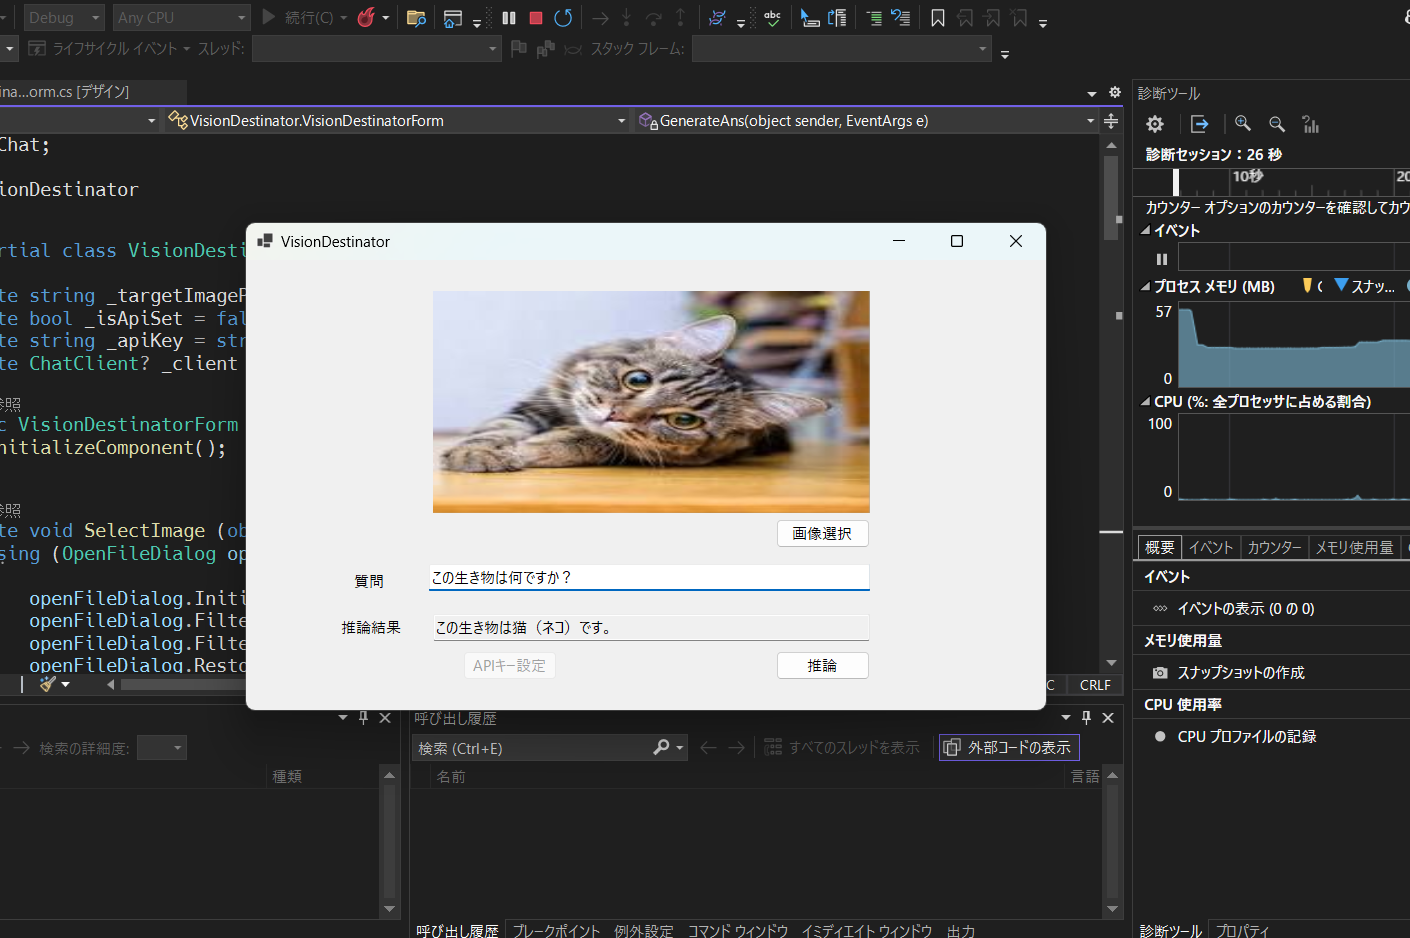 Debug
Any CPU
続行(C)
ライフサイクル イベント
スレッド:
スタック フレーム:
ina...orm.cs [デザイン]
VisionDestinator.VisionDestinatorForm
GenerateAns(object sender, EventArgs e)
Chat;
ionDestinator
rtial class VisionDesti
te string _targetImageP
te bool _isApiSet = fal
te string _apiKey = str
te ChatClient? _client
参照
c VisionDestinatorForm
nitializeComponent();
参照
te void SelectImage (ob
sing (OpenFileDialog op
openFileDialog.Initi
openFileDialog.Filte
openFileDialog.Filte
openFileDialog.Resto
CRLF
VisionDestinator
画像選択
質問
この生き物は何ですか？
推論結果
この生き物は猫（ネコ）です。
APIキー設定
推論
検索の詳細度:
種類
呼び出し履歴
検索 (Ctrl+E)
すべてのスレッドを表示
外部コードの表示
名前
言語
呼び出し履歴
ブレークポイント
例外設定
コマンド ウィンドウ
イミディエイト ウィンドウ
出力
診断ツール
診断セッション：26 秒
10秒
20
カウンター オプションのカウンターを確認してカウ
イベント
プロセス メモリ (MB)
スナッ...
57
0
CPU (%: 全プロセッサに占める割合)
100
0
概要
イベント
カウンター
メモリ使用量
イベント
イベントの表示 (0 の 0)
メモリ使用量
スナップショットの作成
CPU 使用率
CPU プロファイルの記録
診断ツール
プロパティ